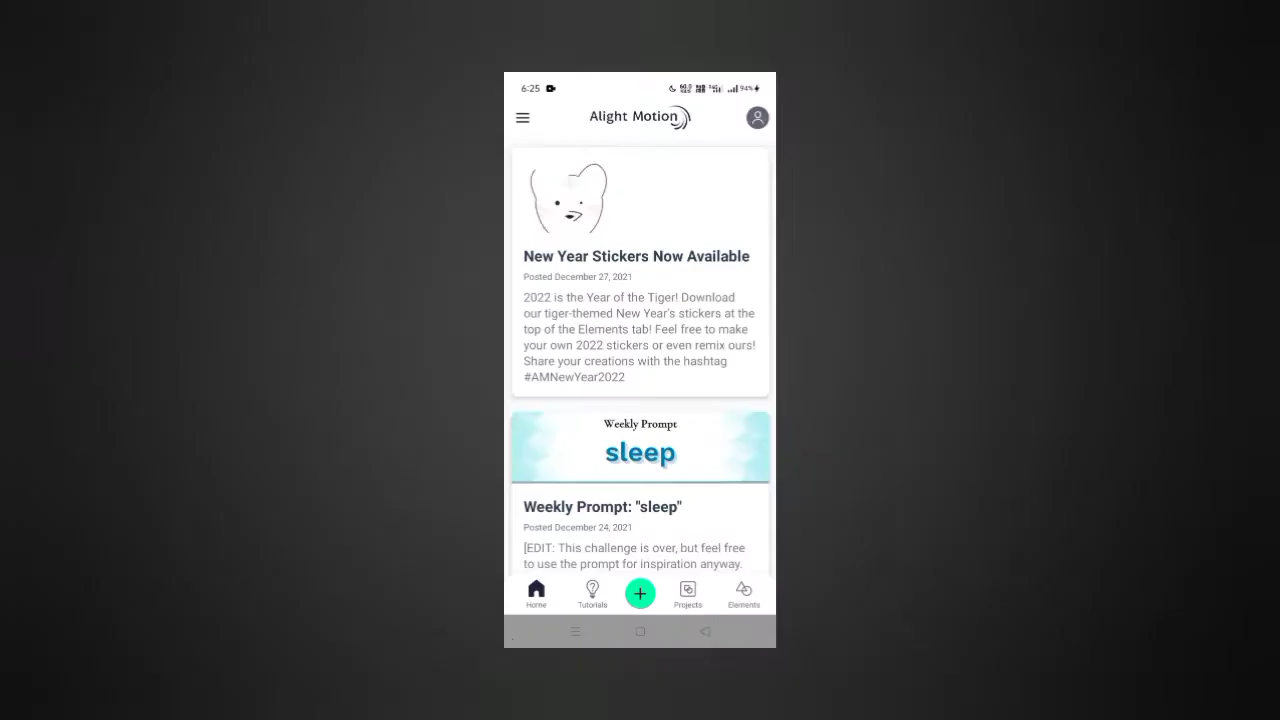 6:25
94%
Alight Motion
New Year Stickers Now Available
Posted December 27, 2021
2022 is the Year of the Tiger! Download
our tiger-themed New Year's stickers at the
top of the Elements tab! Feel free to make
your own 2022 stickers or even remix ours!
Share your creations with the hashtag
#AMNewYear2022
Weekly Prompt
sleep
Weekly Prompt: "sleep"
Posted December 24, 2021
[EDIT: This challenge is over, but feel free
to use the prompt for inspiration anyway.
Home Tutorials Projects Elements